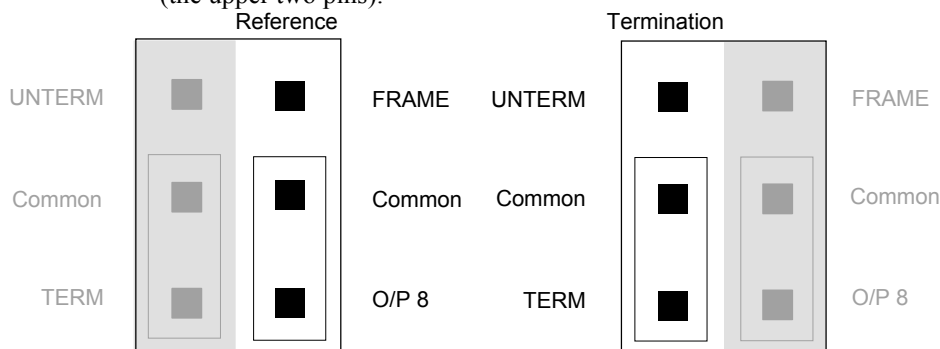 (the upper two pins).
Reference Termination
UNTERM FRAME UNTERM FRAME
Common Common Common Common
TERM O/P 8 TERM O/P 8